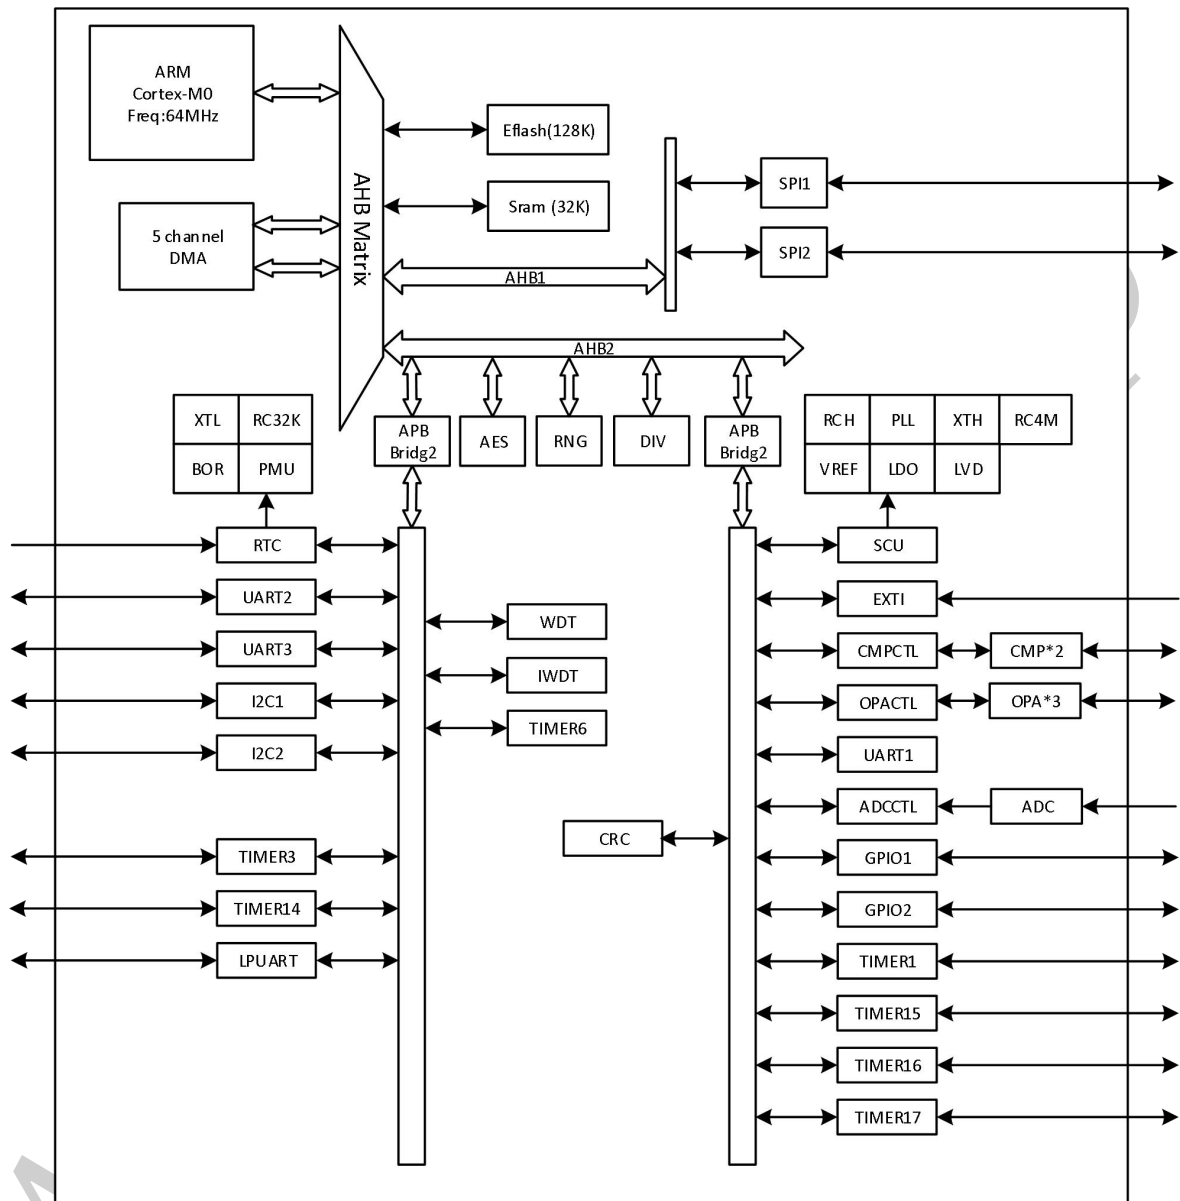 ARM
Cortex-M0
Freq:64MHz
5 channel
DMA
AHB Matrix
Eflash(128K)
Sram (32K)
SPI1
SPI2
AHB1
AHB2
XTL
RC32K
BOR
PMU
APB
Bridg2
AES
RNG
DIV
APB
Bridg2
RCH
PLL
XTH
RC4M
VREF
LDO
LVD
RTC
UART2
UART3
I2C1
I2C2
TIMER3
TIMER14
LPUART
WDT
IWDT
TIMER6
CRC
SCU
EXTI
CMPCTL
CMP*2
OPACTL
OPA*3
UART1
ADCCTL
ADC
GPIO1
GPIO2
TIMER1
TIMER15
TIMER16
TIMER17